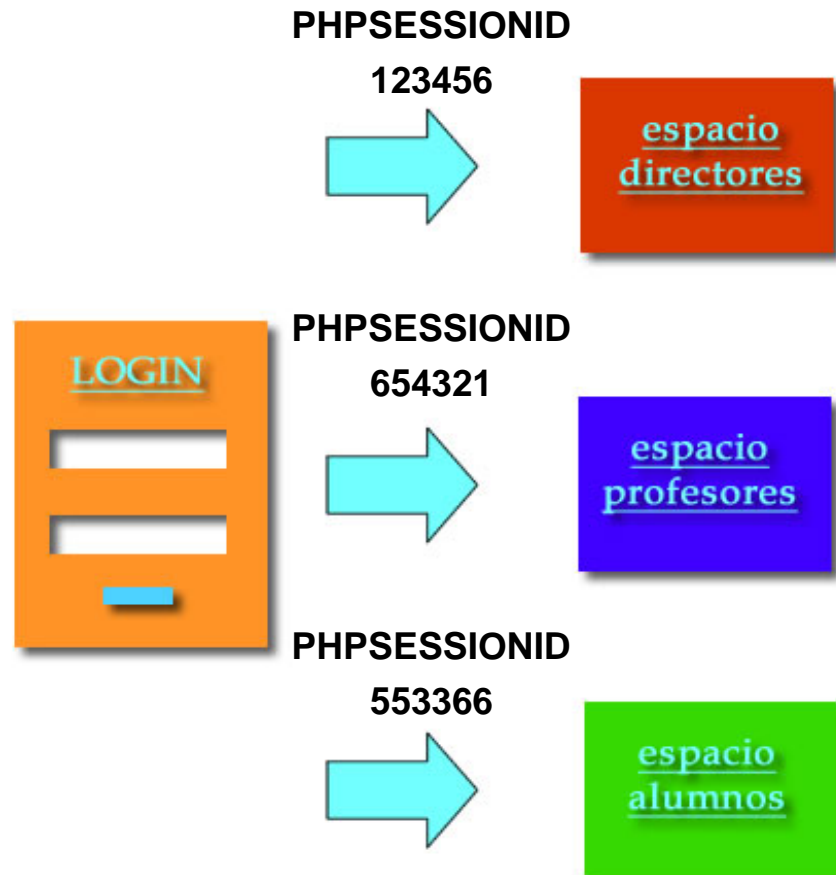 PHPSESSIONID
123456
espacio
directores
LOGIN
PHPSESSIONID
654321
espacio
profesores
PHPSESSIONID
553366
espacio
alumnos